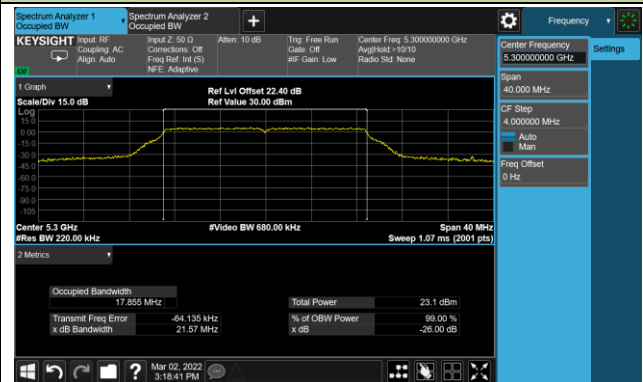 Spectrum Analyzer 1
Occupied BW
Spectrum Analyzer 2
Occupied BW
+
Frequency
KEYSIGHT
Input: RF
Coupling: AC
Align: Auto
Input Z: 50 Ω
Corrections: Off
Freq Ref: Int (S)
NFE: Adaptive
Atten: 10 dB
Trig: Free Run
Gate: Off
#IF Gain: Low
Center Freq: 5.300000000 GHz
Avg|Hold:>10/10
Radio Std: None
LXI
Center Frequency
5.300000000 GHz
Settings
Span
40.000 MHz
CF Step
4.000000 MHz
Auto
Man
Freq Offset
0 Hz
1 Graph
Scale/Div 15.0 dB
Ref Lvl Offset 22.40 dB
Ref Value 30.00 dBm
Log
15.0
0.00
-15.0
-30.0
-45.0
-60.0
-75.0
-90.0
-105
Center 5.3 GHz
#Res BW 220.00 kHz
#Video BW 680.00 kHz
Span 40 MHz
Sweep 1.07 ms (2001 pts)
2 Metrics
Occupied Bandwidth
17.855 MHz
Transmit Freq Error -64.135 kHz
x dB Bandwidth 21.57 MHz
Total Power 23.1 dBm
% of OBW Power 99.00 %
x dB -26.00 dB
?
Mar 02, 2022
3:18:41 PM